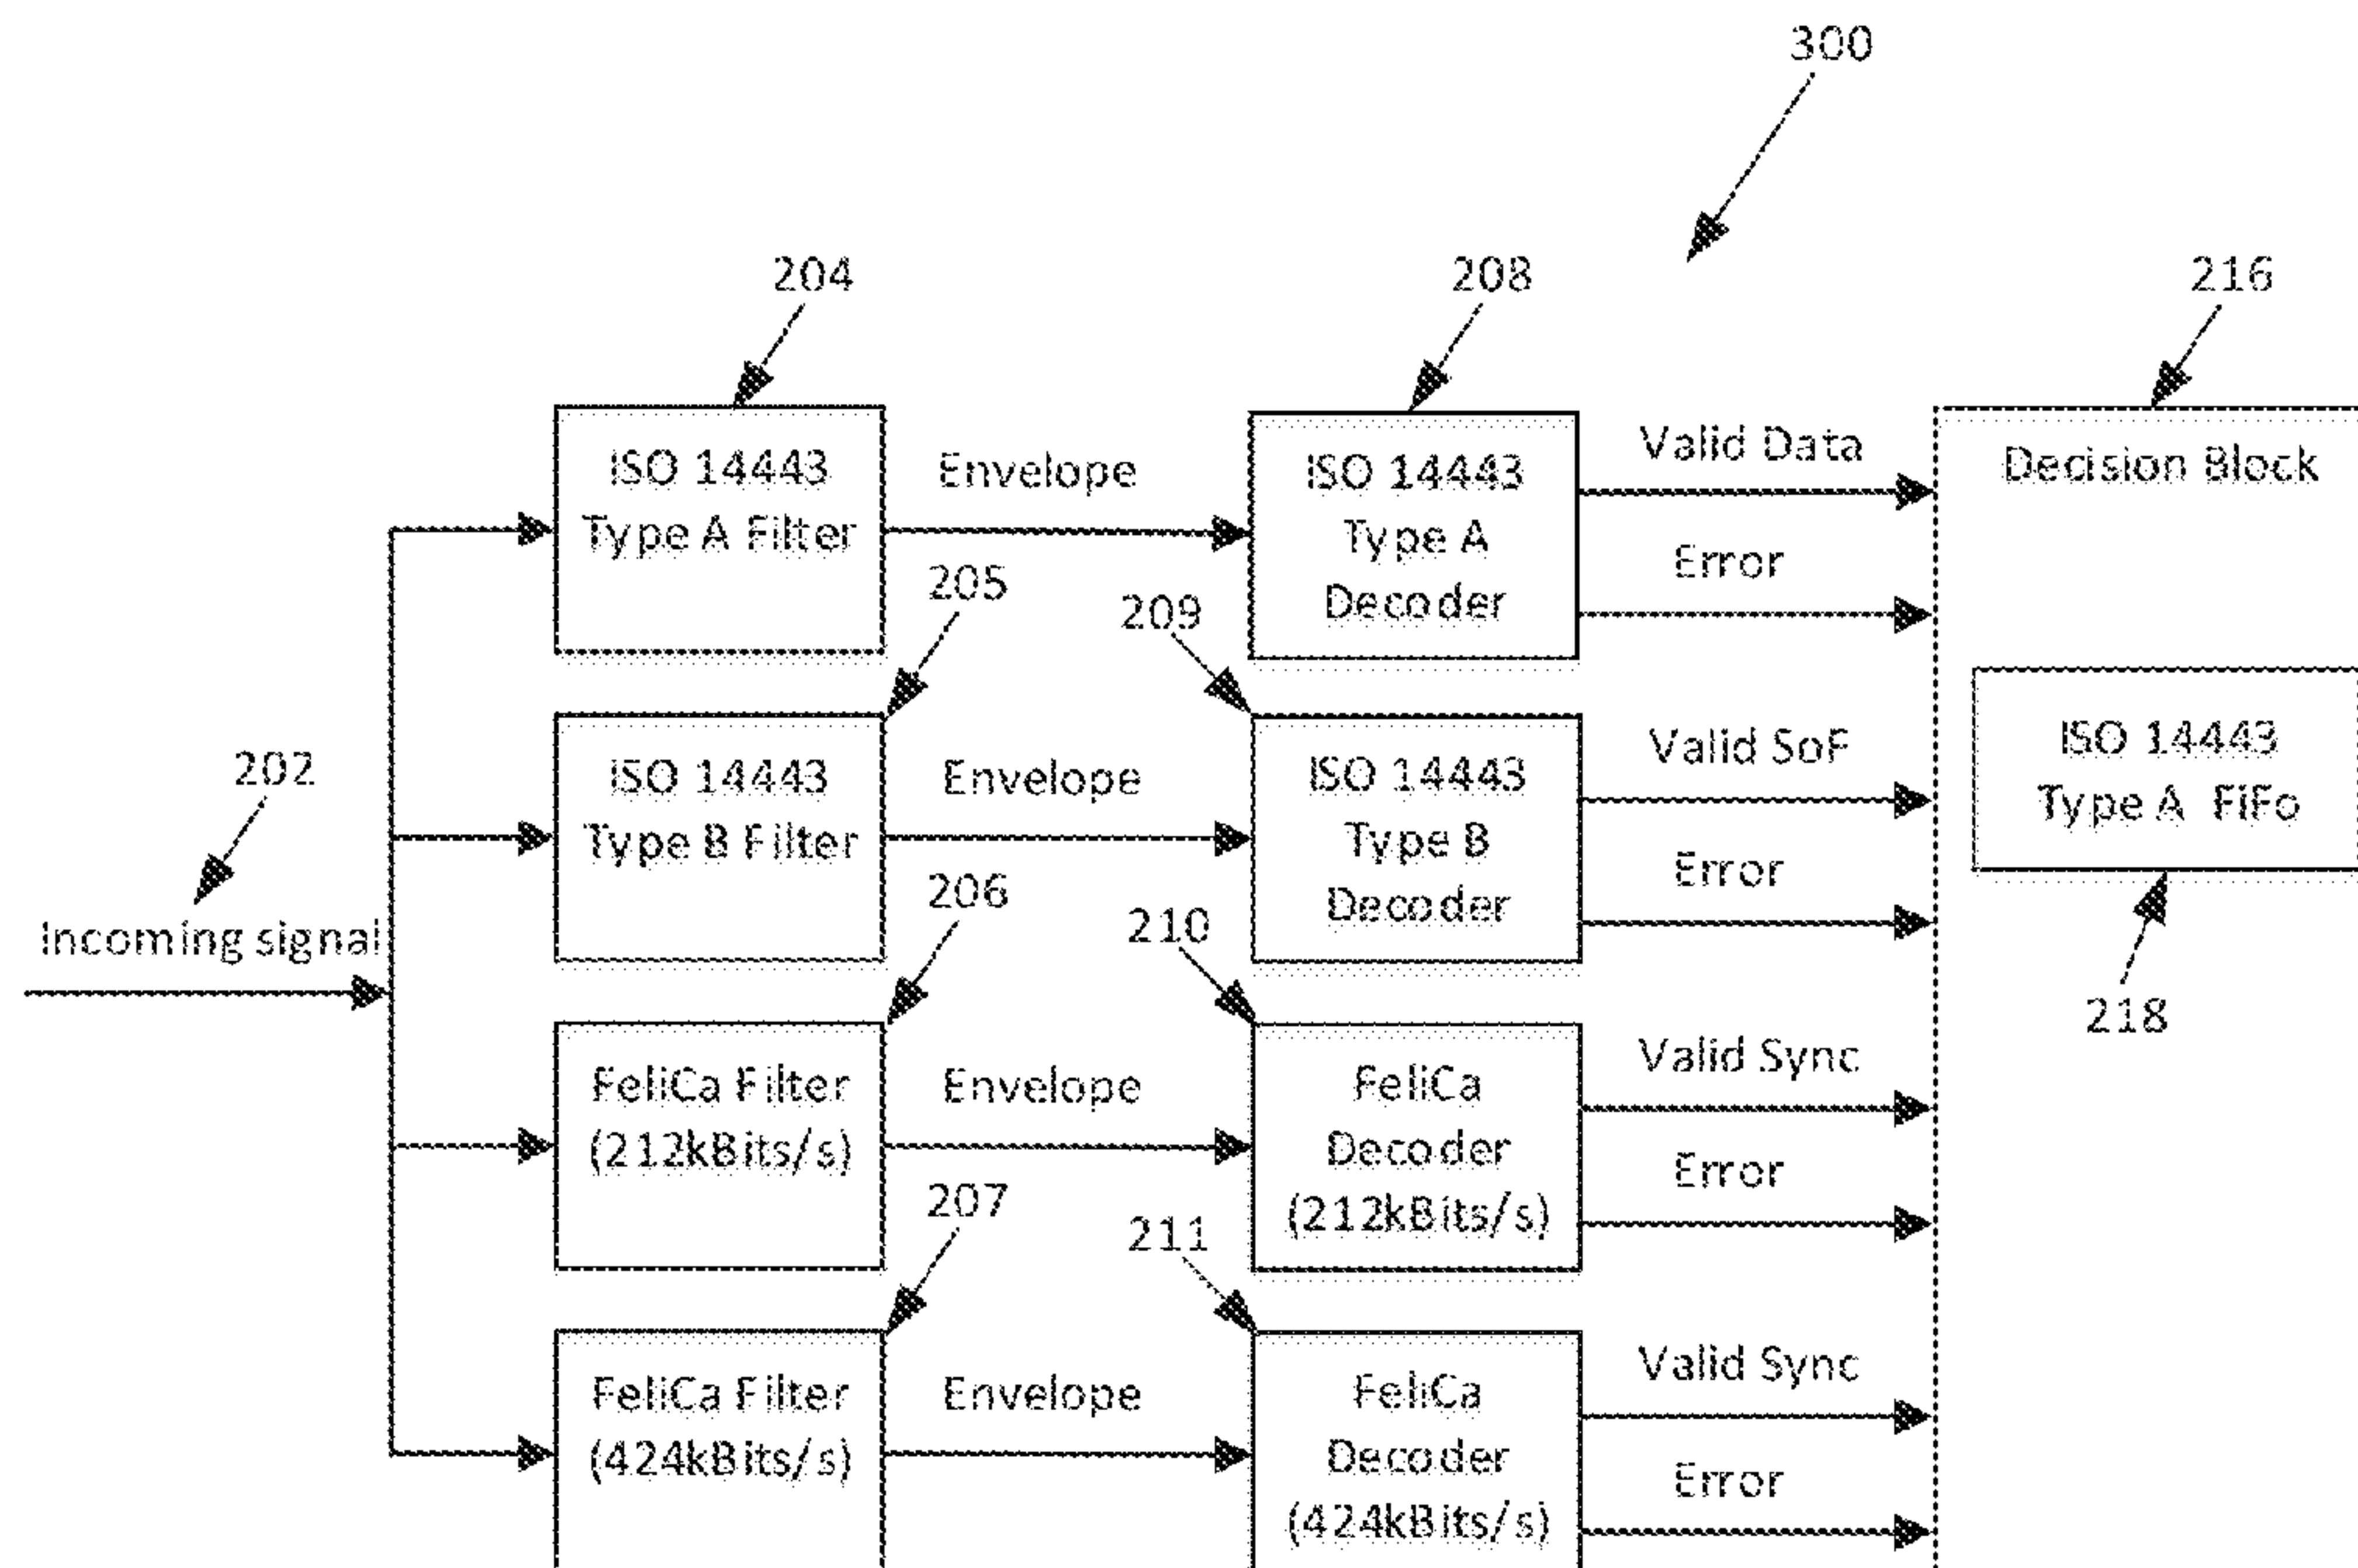 300
204
208
216
ISO 14443
Type A Filter
Envelope
ISO 14443
Type A
Decoder
Valid Data
Error
Decision Block
205
209
202
Incoming signal
ISO 14443
Type B Filter
Envelope
ISO 14443
Type B
Decoder
Valid SoF
Error
ISO 14443
Type A FiFo
218
206
210
FeliCa Filter
(212kBits/s)
Envelope
FeliCa
Decoder
(212kBits/s)
Valid Sync
Error
207
211
FeliCa Filter
(424kBits/s)
Envelope
FeliCa
Decoder
(424kBits/s)
Valid Sync
Error